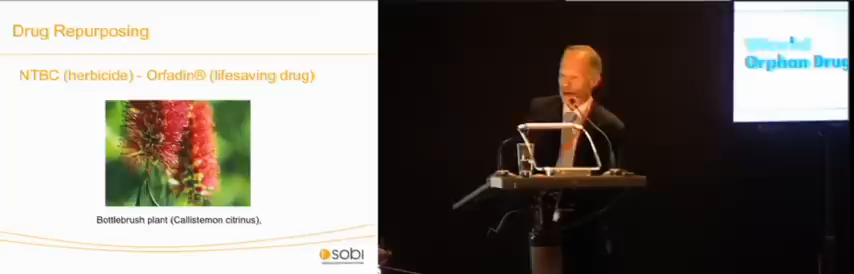 Drug Repurposing
NTBC (herbicide) - Orfadin® (lifesaving drug)
Bottlebrush plant (Callistemon citrinus),
sobi
World
Orphan Drug